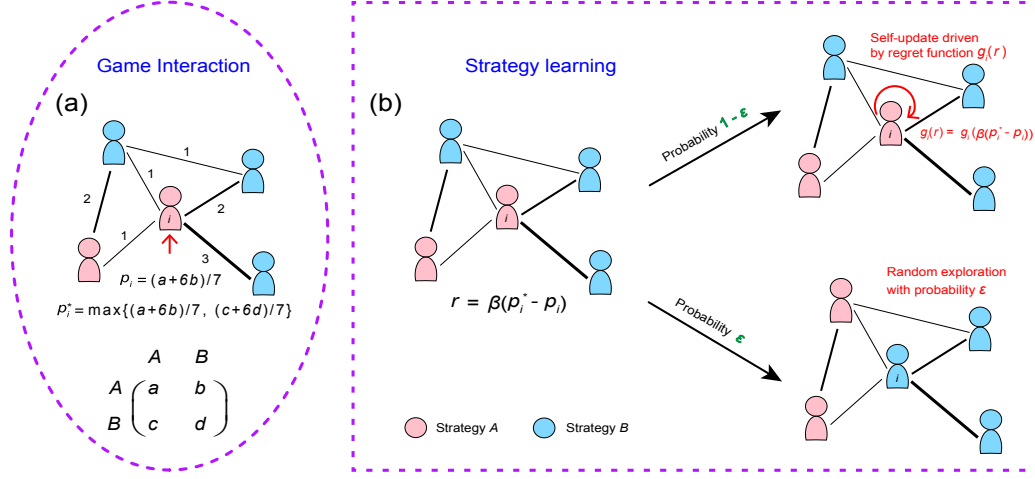 Game Interaction
(a)
1
1
2
2
1
3
i
p_i = (a+6b)/7
p_i^* = max{(a+6b)/7, (c+6d)/7}
A B
A a b
B c d
Strategy learning
(b)
i
r = β(p_i^* - p_i)
Strategy A
Strategy B
Probability 1-ε
Probability ε
Self-update driven
by regret function g_i(r)
i
g_i(r) = g_i(β(p_i^* - p_i))
Random exploration
with probability ε
i